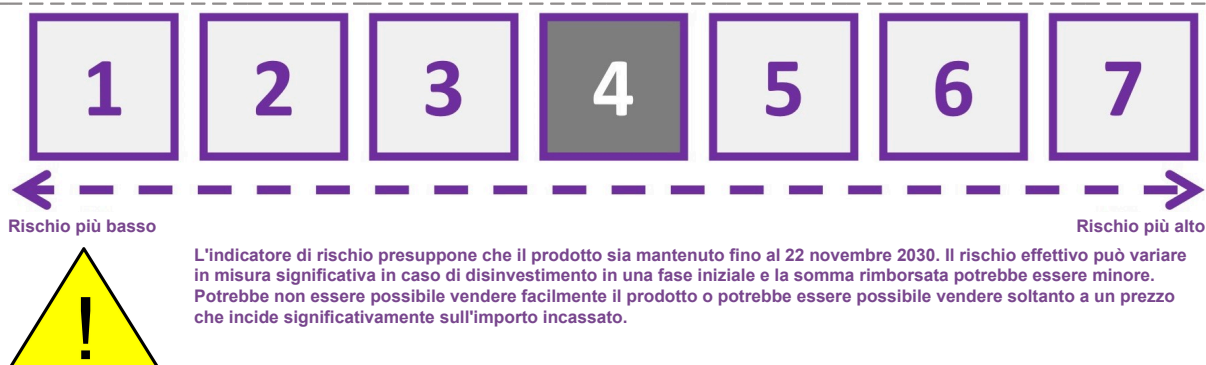 1 2 3 4 5 6 7
Rischio più basso Rischio più alto
L'indicatore di rischio presuppone che il prodotto sia mantenuto fino al 22 novembre 2030. Il rischio effettivo può variare
in misura significativa in caso di disinvestimento in una fase iniziale e la somma rimborsata potrebbe essere minore.
Potrebbe non essere possibile vendere facilmente il prodotto o potrebbe essere possibile vendere soltanto a un prezzo
che incide significativamente sull'importo incassato.
!